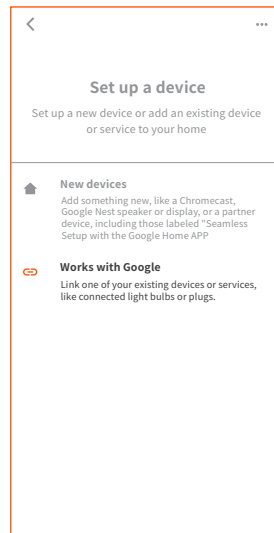 Set up a device
Set up a new device or add an existing device
or service to your home
New devices
Add something new, like a Chromecast,
Google Nest speaker or display, or a partner
device, including those labeled "Seamless
Setup with the Google Home APP
Works with Google
Link one of your existing devices or services,
like connected light bulbs or plugs.